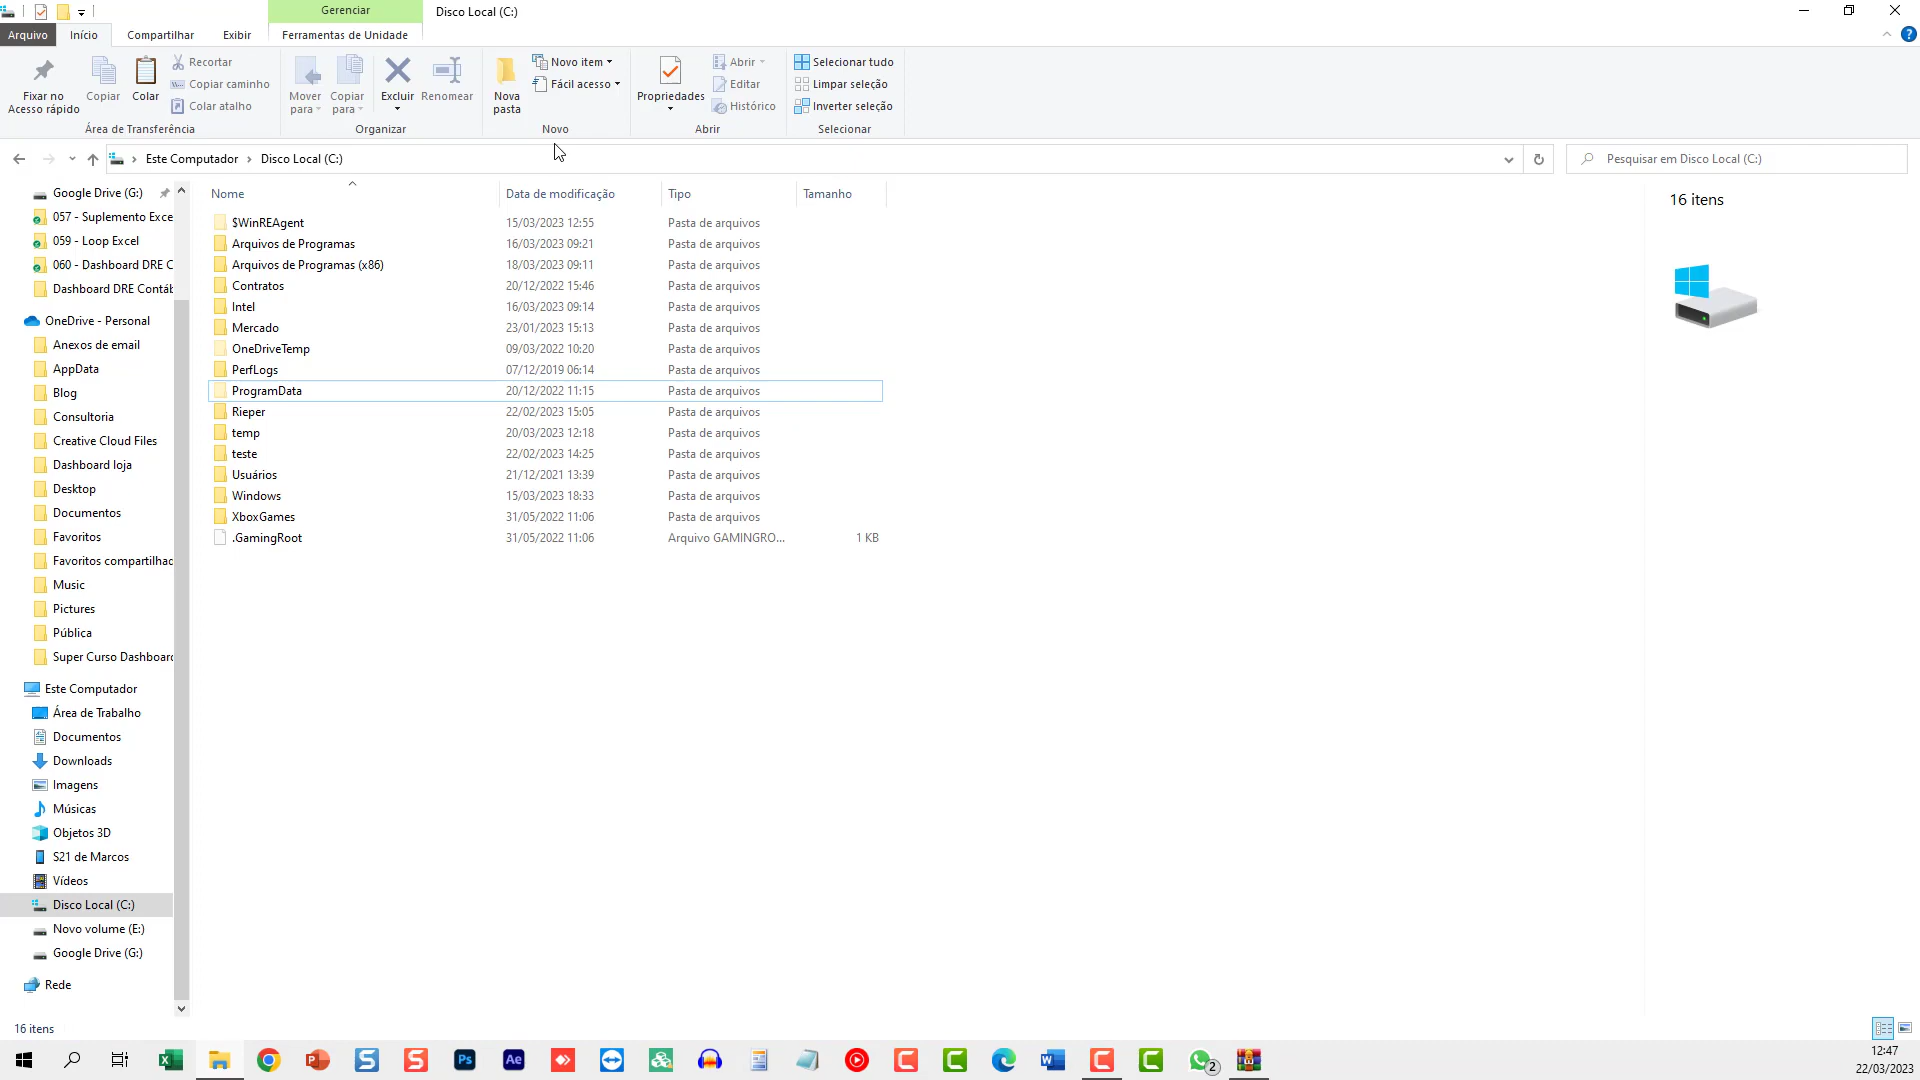 Gerenciar
Disco Local (C:)
Arquivo
Início
Compartilhar
Exibir
Ferramentas de Unidade
Fixar no
Acesso rápido
Copiar
Colar
Recortar
Copiar caminho
Colar atalho
Área de Transferência
Mover
para
Copiar
para
Excluir
Renomear
Organizar
Nova
pasta
Novo item
Fácil acesso
Novo
Propriedades
Abrir
Editar
Histórico
Abrir
Selecionar tudo
Limpar seleção
Inverter seleção
Selecionar
Este Computador > Disco Local (C:)
Pesquisar em Disco Local (C:)
Google Drive (G:)
057 - Suplemento Exce
059 - Loop Excel
060 - Dashboard DRE C
Dashboard DRE Contáb
OneDrive - Personal
Anexos de email
AppData
Blog
Consultoria
Creative Cloud Files
Dashboard loja
Desktop
Documentos
Favoritos
Favoritos compartilhad
Music
Pictures
Pública
Super Curso Dashboard
Este Computador
Área de Trabalho
Documentos
Downloads
Imagens
Músicas
Objetos 3D
S21 de Marcos
Vídeos
Disco Local (C:)
Novo volume (E:)
Google Drive (G:)
Rede
Nome Data de modificação Tipo Tamanho
$WinREAgent 15/03/2023 12:55 Pasta de arquivos
Arquivos de Programas 16/03/2023 09:21 Pasta de arquivos
Arquivos de Programas (x86) 18/03/2023 09:11 Pasta de arquivos
Contratos 20/12/2022 15:46 Pasta de arquivos
Intel 16/03/2023 09:14 Pasta de arquivos
Mercado 23/01/2023 15:13 Pasta de arquivos
OneDriveTemp 09/03/2022 10:20 Pasta de arquivos
PerfLogs 07/12/2019 06:14 Pasta de arquivos
ProgramData 20/12/2022 11:15 Pasta de arquivos
Rieper 22/02/2023 15:05 Pasta de arquivos
temp 20/03/2023 12:18 Pasta de arquivos
teste 22/02/2023 14:25 Pasta de arquivos
Usuários 21/12/2021 13:39 Pasta de arquivos
Windows 15/03/2023 18:33 Pasta de arquivos
XboxGames 31/05/2022 11:06 Pasta de arquivos
.GamingRoot 31/05/2022 11:06 Arquivo GAMINGRO... 1 KB
16 itens
16 itens
Ps
Ae
2
12:47
22/03/2023